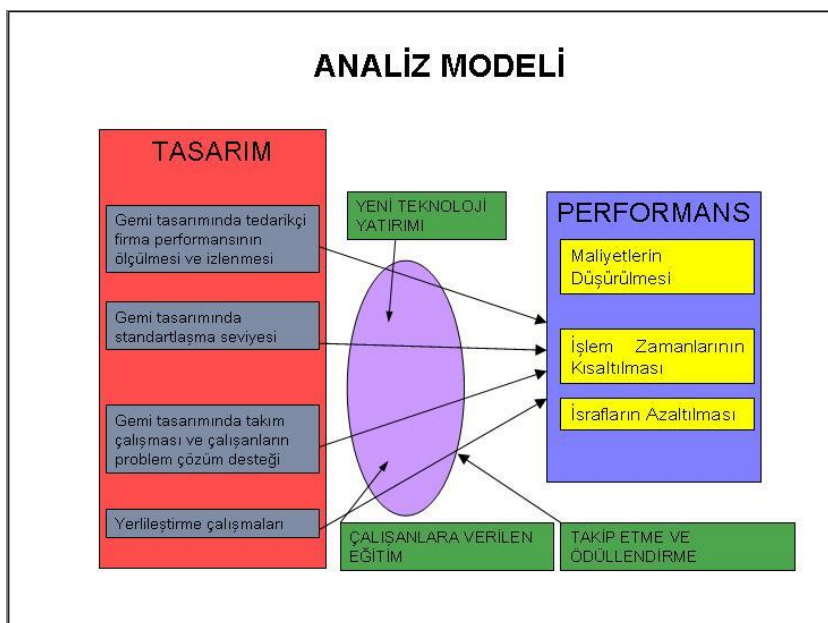 ANALİZ MODELİ
TASARIM
Gemi tasarımında tedarikçi
firma performansının
ölçülmesi ve izlenmesi
Gemi tasarımında
standartlaşma seviyesi
Gemi tasarımında takım
çalışması ve çalışanların
problem çözüm desteği
Yerlileştirme çalışmaları
YENİ TEKNOLOJİ
YATIRIMI
ÇALIŞANLARA VERİLEN
EĞİTİM
TAKİP ETME VE
ÖDÜLLENDİRME
PERFORMANS
Maliyetlerin
Düşürülmesi
İşlem Zamanlarının
Kısaltılması
İsrafların Azaltılması